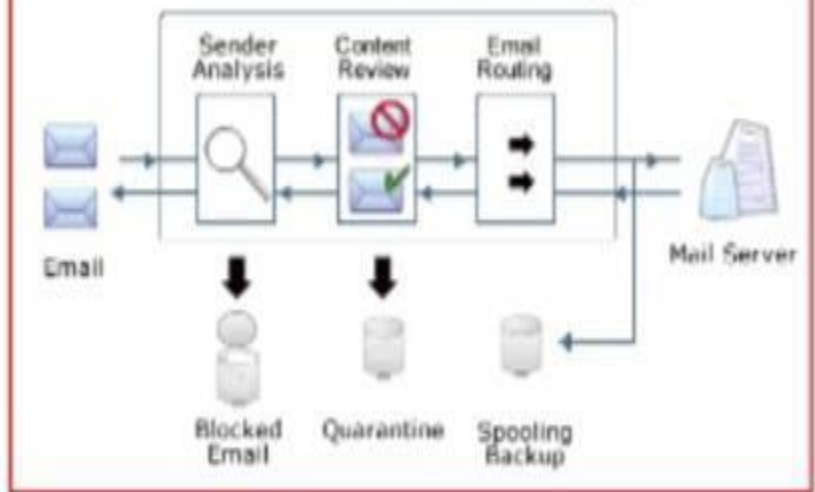 Sender
Analysis
Content
Review
Email
Routing
Email
Mail Server
Blocked
Email
Quarantine
Spooling
Backup